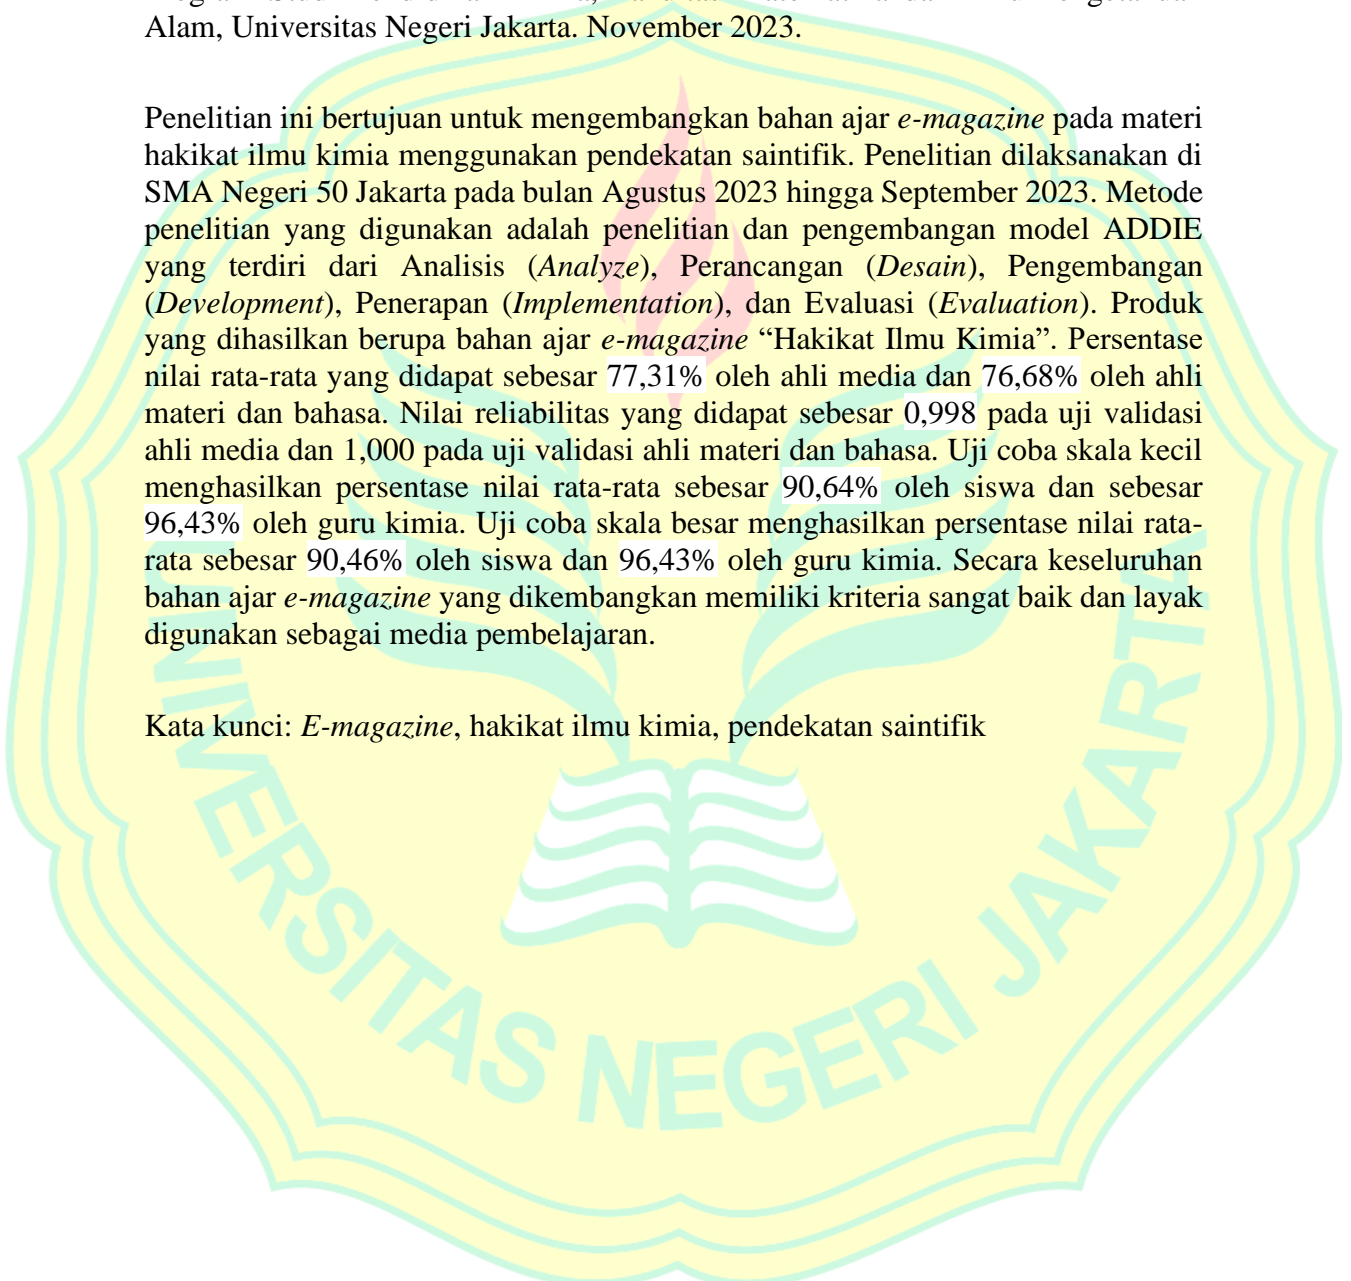 Alam, Universitas Negeri Jakarta. November 2023.
Penelitian ini bertujuan untuk mengembangkan bahan ajar e-magazine pada materi
hakikat ilmu kimia menggunakan pendekatan saintifik. Penelitian dilaksanakan di
SMA Negeri 50 Jakarta pada bulan Agustus 2023 hingga September 2023. Metode
penelitian yang digunakan adalah penelitian dan pengembangan model ADDIE
yang terdiri dari Analisis (Analyze), Perancangan (Desain), Pengembangan
(Development), Penerapan (Implementation), dan Evaluasi (Evaluation). Produk
yang dihasilkan berupa bahan ajar e-magazine “Hakikat Ilmu Kimia”. Persentase
nilai rata-rata yang didapat sebesar 77,31% oleh ahli media dan 76,68% oleh ahli
materi dan bahasa. Nilai reliabilitas yang didapat sebesar 0,998 pada uji validasi
ahli media dan 1,000 pada uji validasi ahli materi dan bahasa. Uji coba skala kecil
menghasilkan persentase nilai rata-rata sebesar 90,64% oleh siswa dan sebesar
96,43% oleh guru kimia. Uji coba skala besar menghasilkan persentase nilai rata-
rata sebesar 90,46% oleh siswa dan 96,43% oleh guru kimia. Secara keseluruhan
bahan ajar e-magazine yang dikembangkan memiliki kriteria sangat baik dan layak
digunakan sebagai media pembelajaran.
Kata kunci: E-magazine, hakikat ilmu kimia, pendekatan saintifik
UNIVERSITAS NEGERI JAKARTA